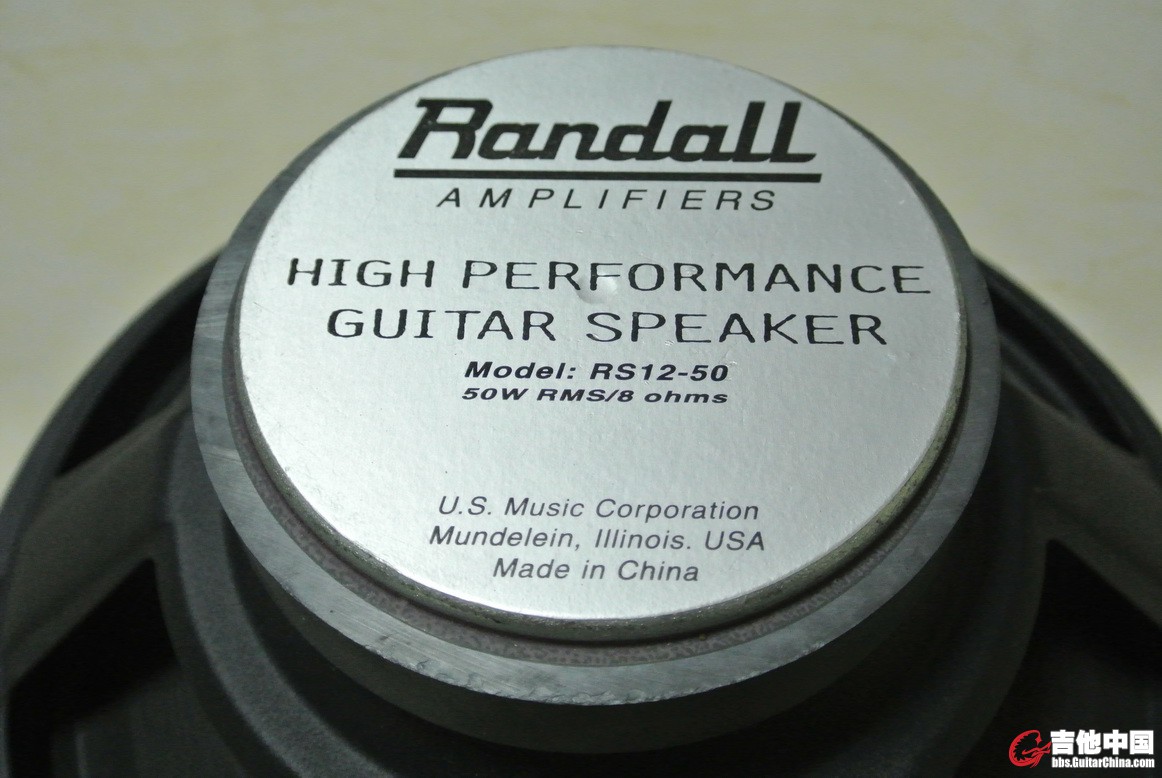 Randall
AMPLIFIERS
HIGH PERFORMANCE
GUITAR SPEAKER
Model: RS12-50
50W RMS/8 ohms
U.S. Music Corporation
Mundelein, Illinois. USA
Made in China
吉他中国
bbs.GuitarChina.com